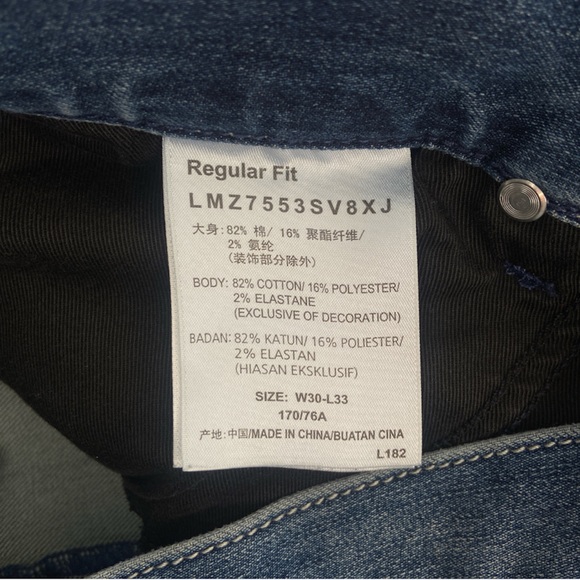 Regular Fit
LMZ7553SV8XJ
大身: 82% 棉/ 16% 聚酯纤维/
2% 氨纶
(装饰部分除外)
BODY: 82% COTTON/ 16% POLYESTER/
2% ELASTANE
(EXCLUSIVE OF DECORATION)
BADAN: 82% KATUN/ 16% POLIESTER/
2% ELASTAN
(HIASAN EKSKLUSIF)
SIZE: W30-L33
170/76A
产地: 中国/MADE IN CHINA/BUATAN CINA
L182